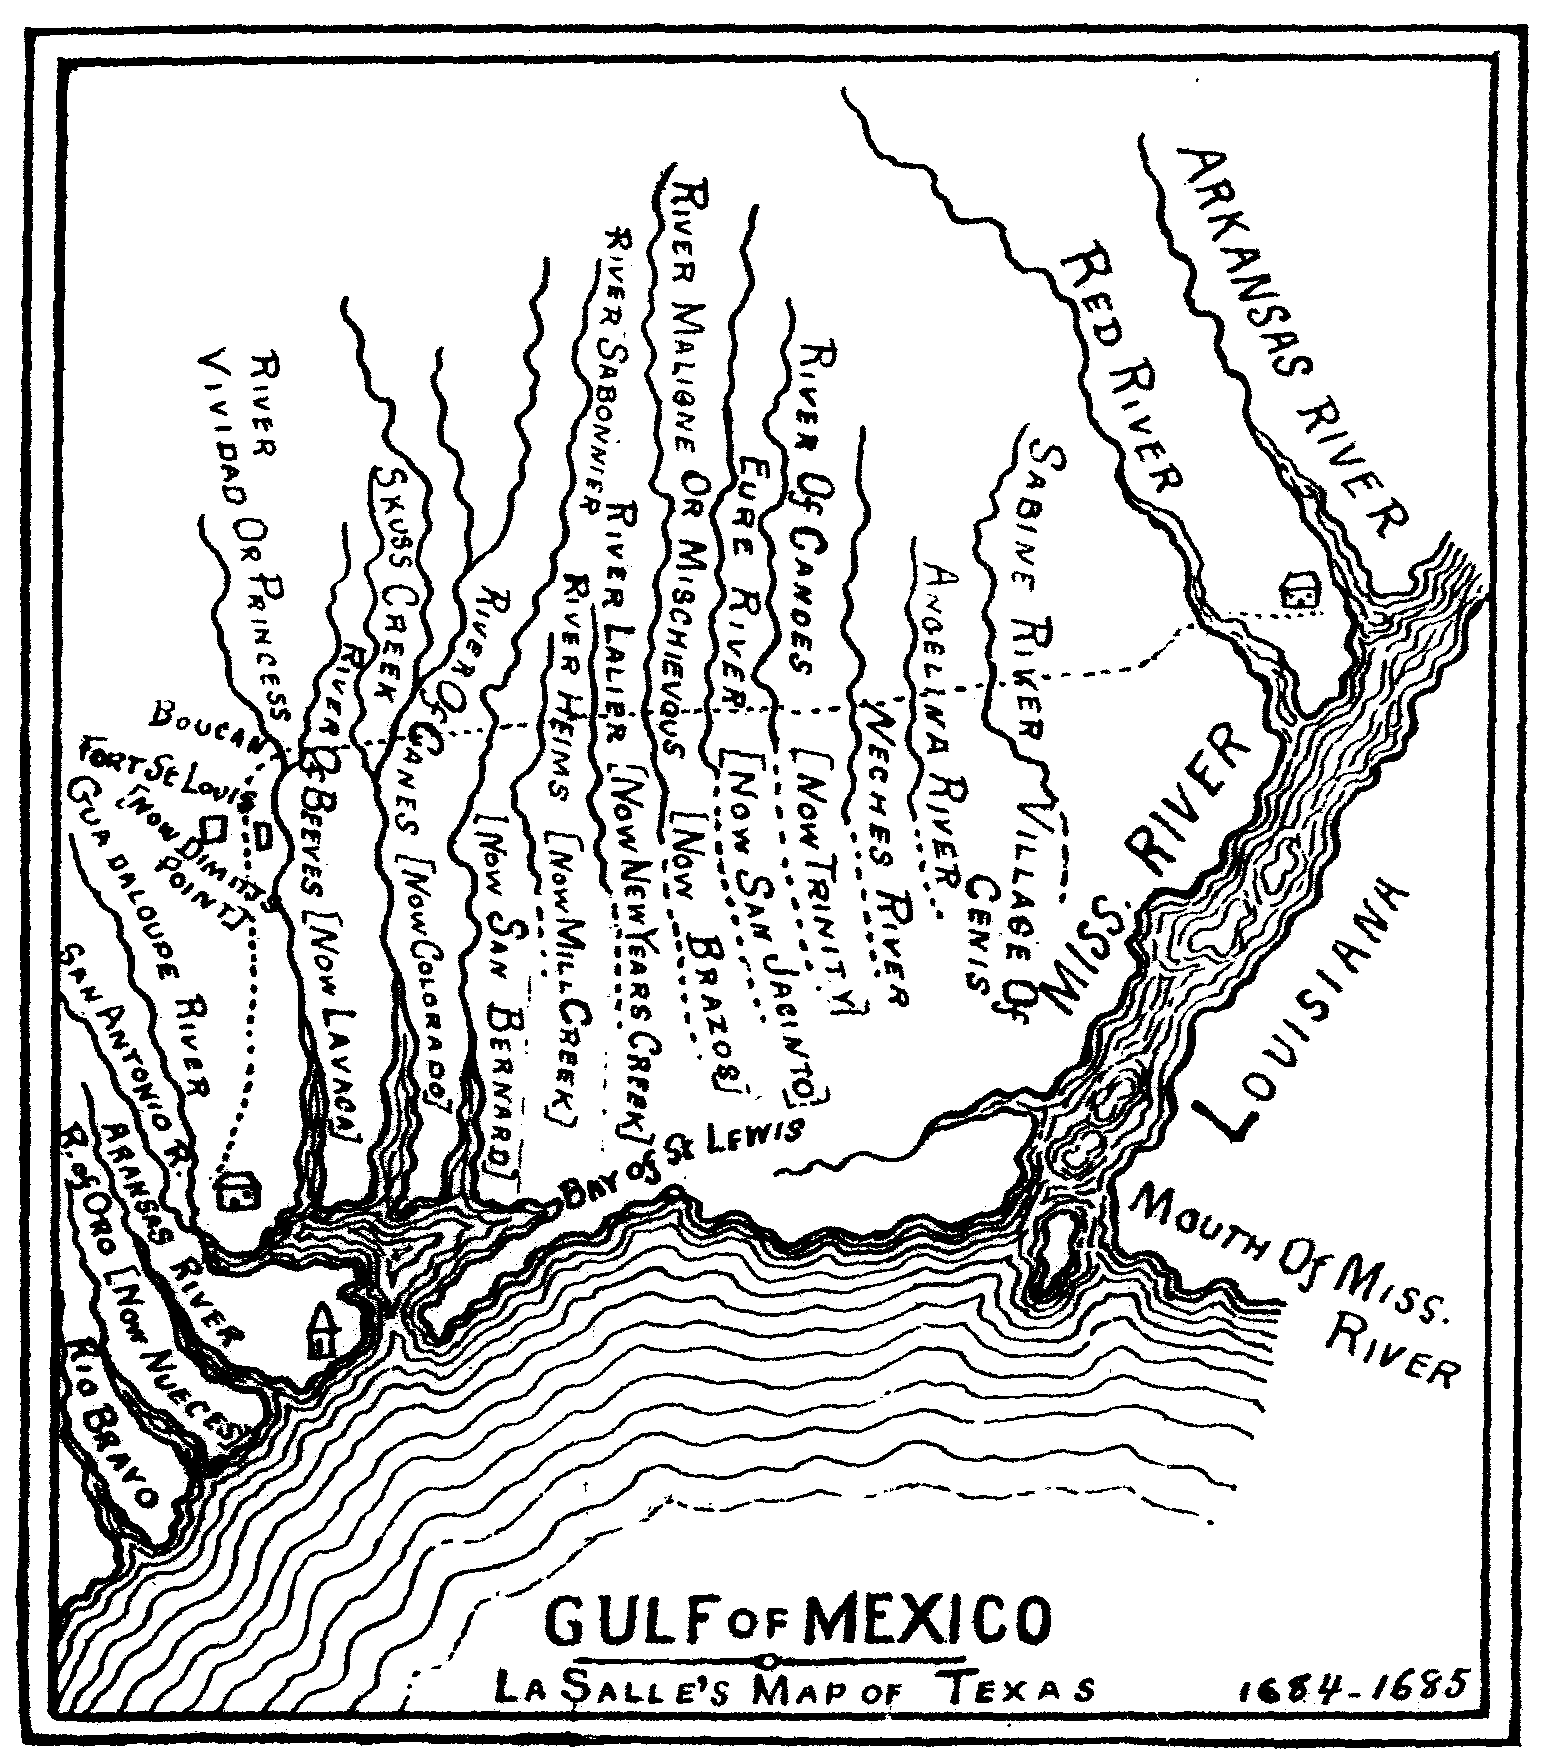 ARKANSAS RIVER
RED RIVER
RIVER MALIGNE OR MISCHIEVOUS [NOW BRAZOS]
RIVER SABONNIER
RIVER OF CANOES [NOW TRINITY]
RIVER
VIVIDAD OR PRINCESS
SKUSS CREEK
EURE RIVER [NOW SAN JACINTO]
SABINE RIVER
RIVER LALIER [NOW NEW YEARS CREEK]
RIVER HEIMS [NOW MILL CREEK]
ANGELINA RIVER
RIVER OF CANES [NOW COLORADO]
RIVER OF BEEVES [NOW LAVACA]
[NOW SAN BERNARD]
NECHES RIVER
VILLAGE OF
CENIS
BOUCAN
FORT ST LOUIS
[NOW DIMITTS
POINT]
GUADALOUPE RIVER
SAN ANTONIO R.
ARANSAS RIVER
R. of ORO [NOW NUECES]
RIO BRAVO
BAY OF ST LEWIS
MISS. RIVER
LOUISIANA
MOUTH OF MISS.
RIVER
GULF OF MEXICO
LA SALLE'S MAP OF TEXAS 1684-1685